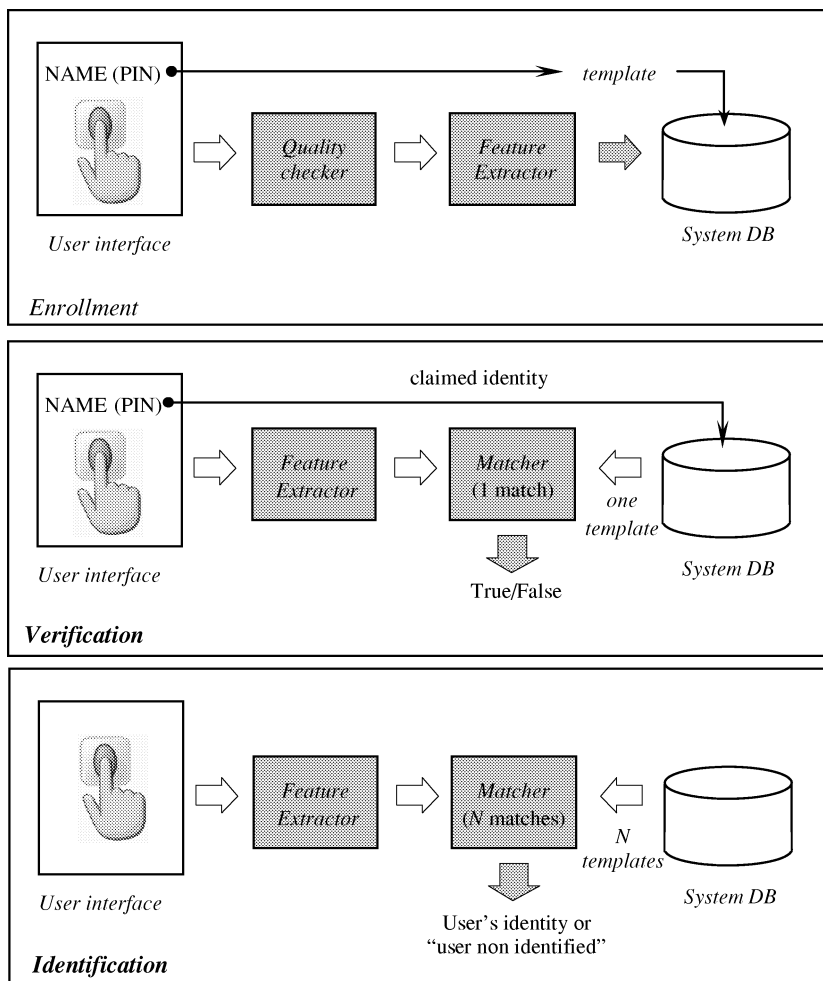 NAME (PIN)
template
Quality
checker
Feature
Extractor
User interface
System DB
Enrollment
claimed identity
NAME (PIN)
Feature
Extractor
Matcher
(1 match)
one
template
User interface
System DB
True/False
Verification
Feature
Extractor
Matcher
(N matches)
N
templates
User interface
System DB
User's identity or
“user non identified”
Identification